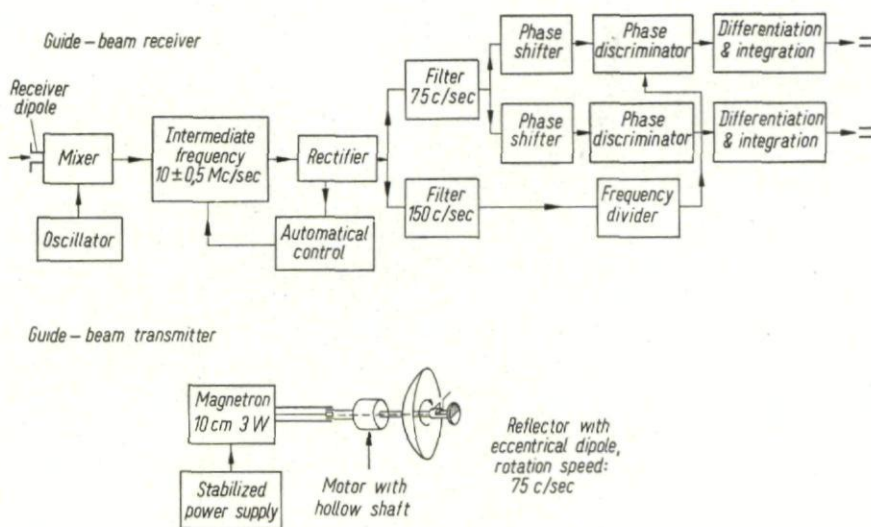 Guide – beam receiver
Receiver
dipole
Mixer
Oscillator
Intermediate
frequency
10 ± 0,5 Mc/sec
Rectifier
Automatical
control
Filter
75 c/sec
Filter
150 c/sec
Phase
shifter
Phase
discriminator
Differentiation
& integration
Phase
shifter
Phase
discriminator
Differentiation
& integration
Frequency
divider
Guide – beam transmitter
Magnetron
10 cm 3 W
Stabilized
power supply
Motor with
hollow shaft
Reflector with
eccentrical dipole,
rotation speed:
75 c/sec